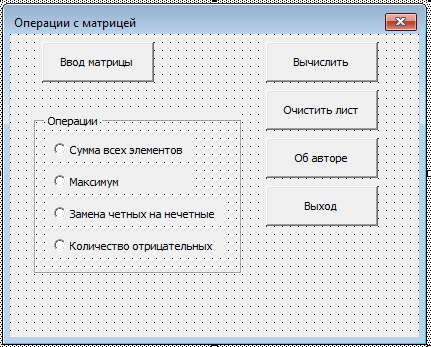 Операции с матрицей
Ввод матрицы
Вычислить
Очистить лист
Операции
Сумма всех элементов
Об авторе
Максимум
Выход
Замена четных на нечетные
Количество отрицательных